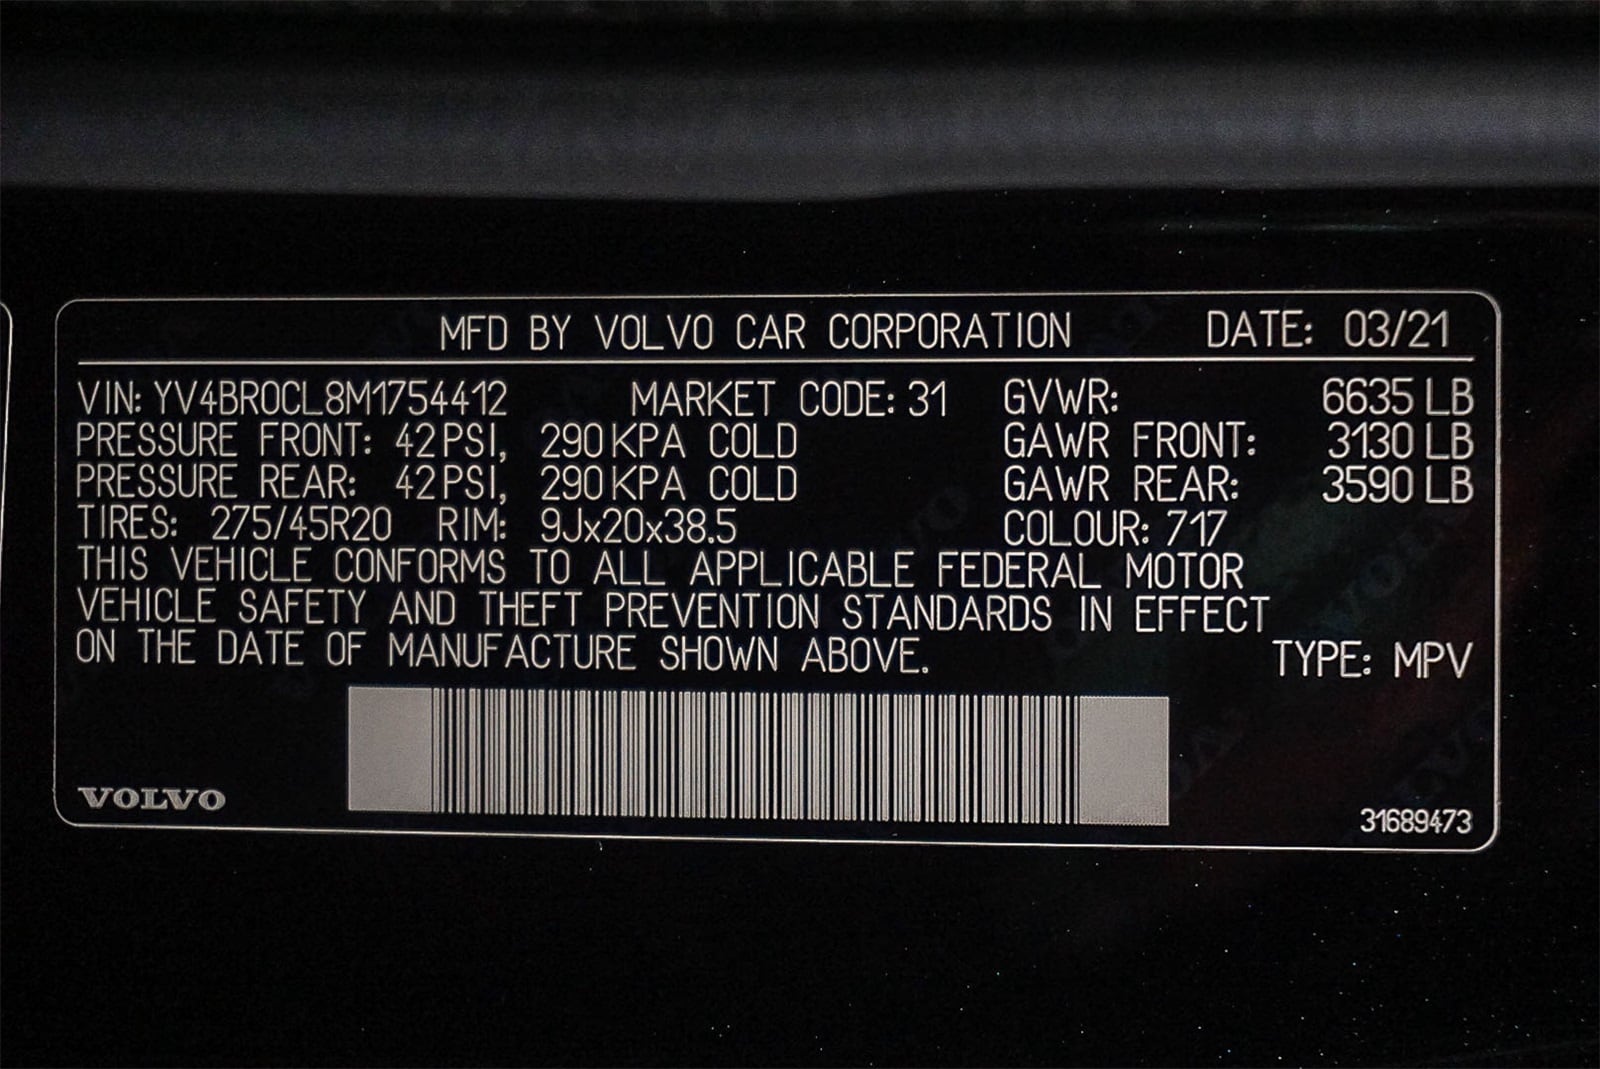 MFD BY VOLVO CAR CORPORATION DATE: 03/21
VIN: YV4BR0CL8M1754412 MARKET CODE: 31 GVWR: 6635 LB
PRESSURE FRONT: 42 PSI, 290 KPA COLD GAWR FRONT: 3130 LB
PRESSURE REAR: 42 PSI, 290 KPA COLD GAWR REAR: 3590 LB
TIRES: 275/45R20 RIM: 9Jx20x38.5 COLOUR: 717
THIS VEHICLE CONFORMS TO ALL APPLICABLE FEDERAL MOTOR
VEHICLE SAFETY AND THEFT PREVENTION STANDARDS IN EFFECT
ON THE DATE OF MANUFACTURE SHOWN ABOVE. TYPE: MPV
VOLVO 31689473